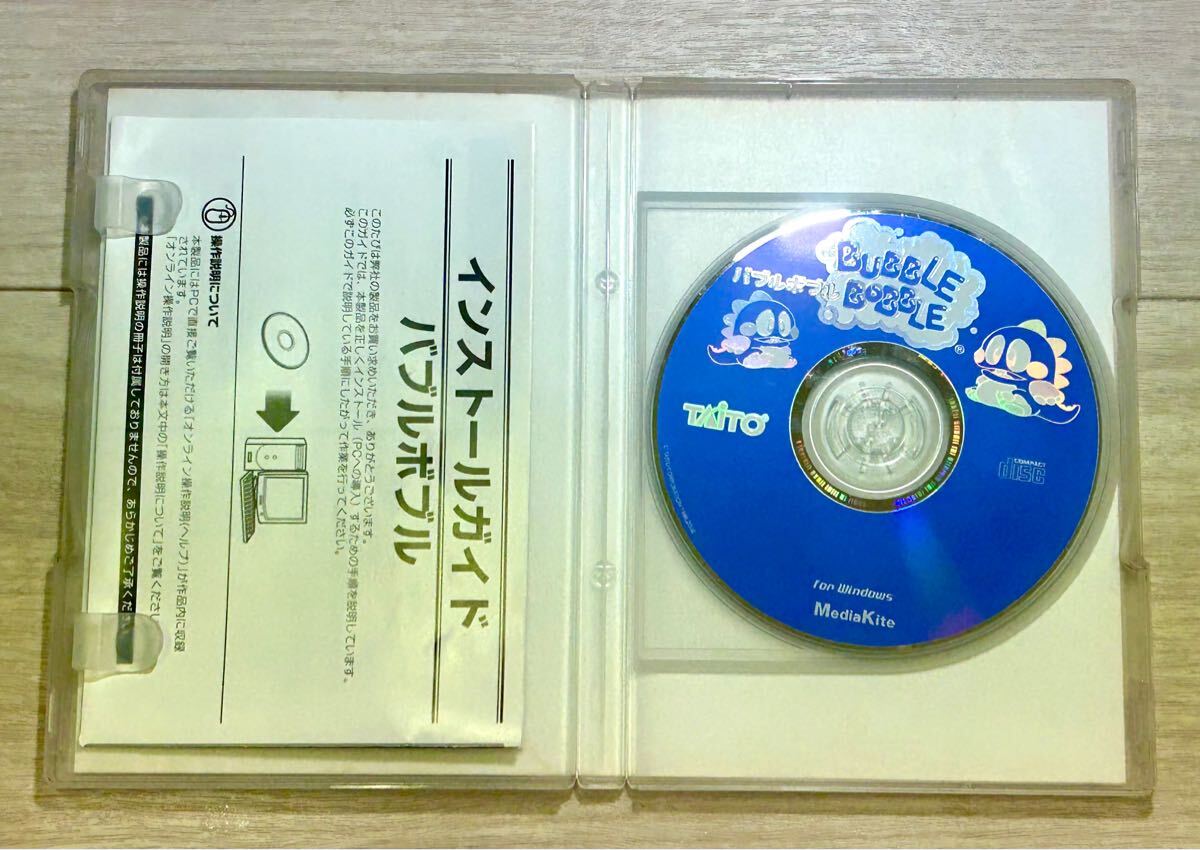 インストールガイド
バブルボブル
このたびは弊社の製品をお買い求めいただき、ありがとうございます。
このガイドでは、本製品を正しくインストール（PCへの導入）するための手順を説明しています。
必ずこのガイドで説明している手順にしたがって作業を行ってください。
操作説明について
本製品にはPCで直接ご覧いただける「オンライン操作説明(ヘルプ)」が作品内に収録
されています。
「オンライン操作説明」の開き方は本文中の「操作説明について」をご覧ください
本製品には操作説明の冊子は付属しておりませんので、あらかじめご了承くだ
BUBBLE
BOBBLE
バブルボブル
®
TAITO
COMPACT
disc
for Windows
MediaKite